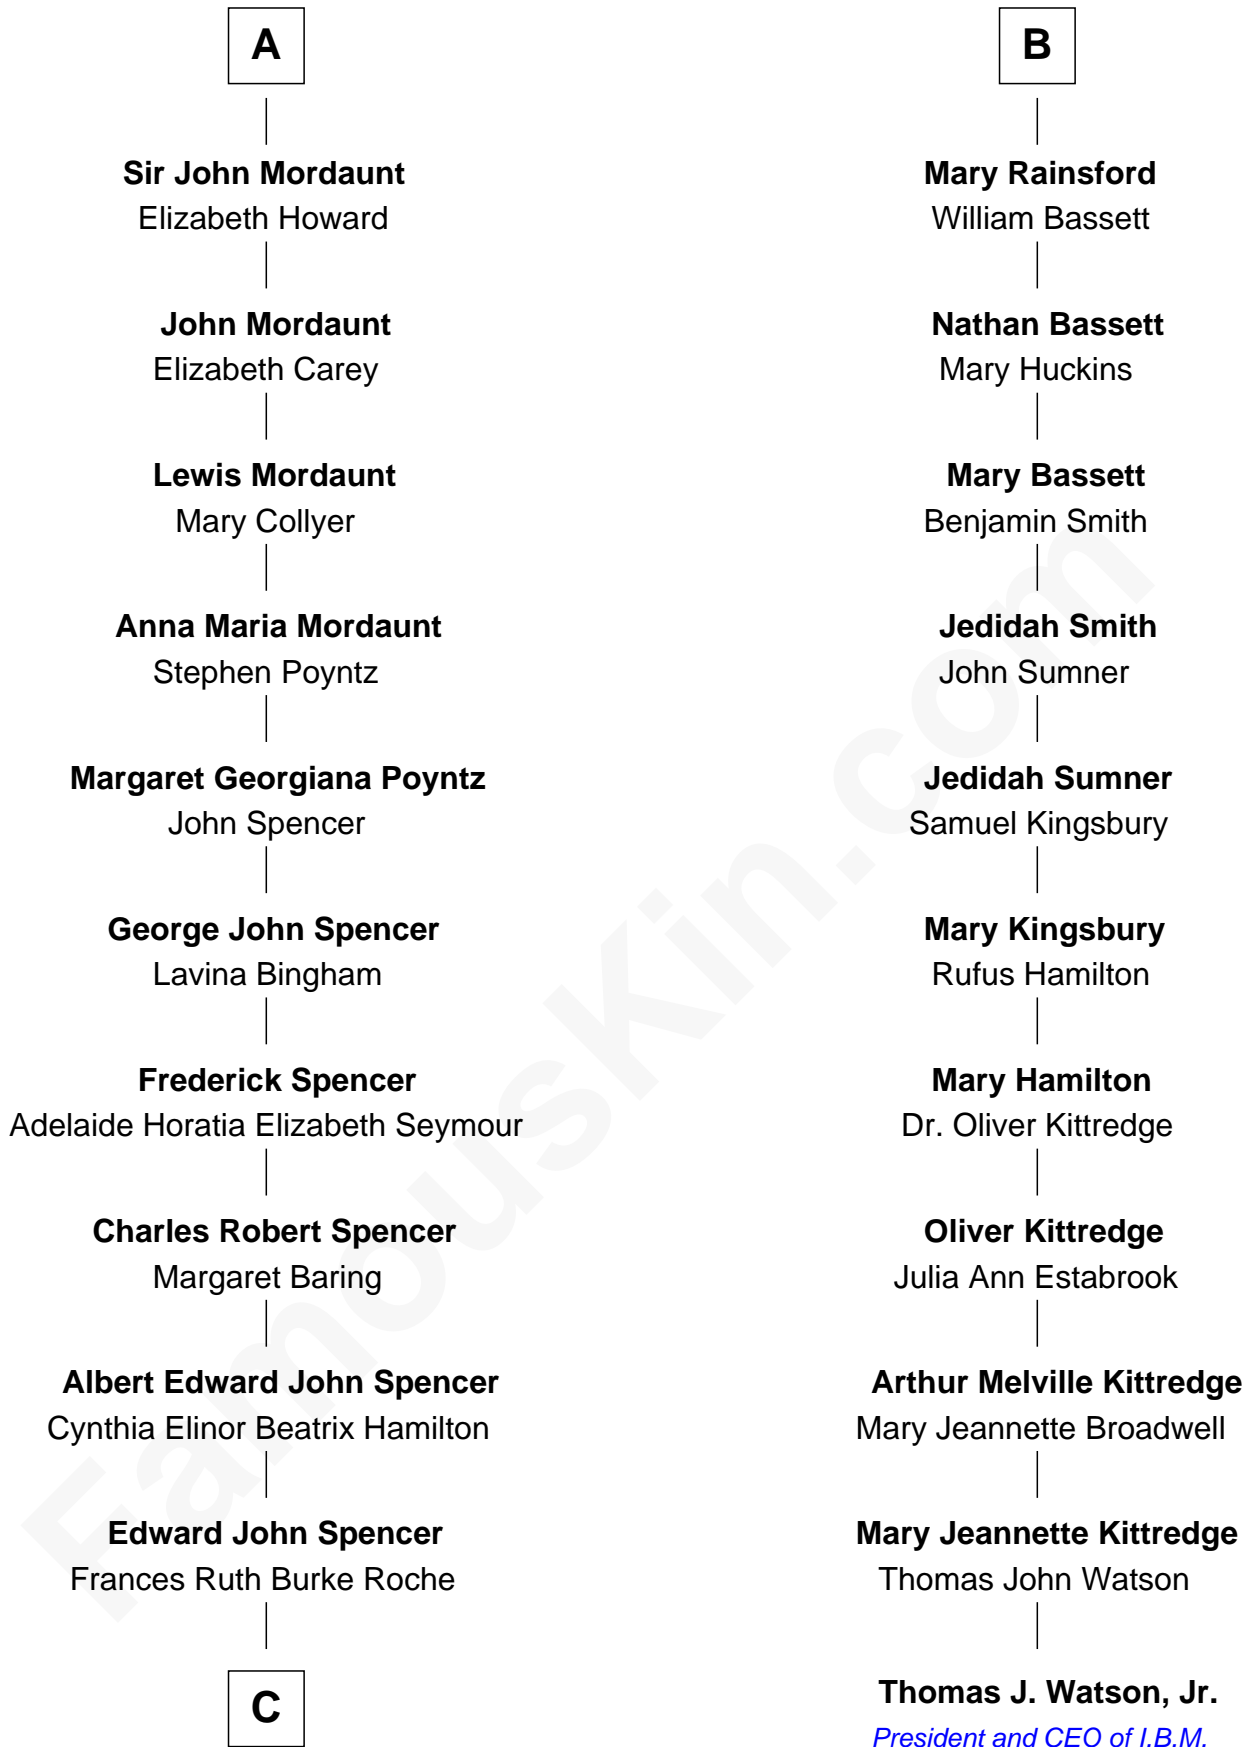 A
Sir John Mordaunt
Elizabeth Howard
John Mordaunt
Elizabeth Carey
Lewis Mordaunt
Mary Collyer
Anna Maria Mordaunt
Stephen Poyntz
Margaret Georgiana Poyntz
John Spencer
George John Spencer
Lavina Bingham
Frederick Spencer
Adelaide Horatia Elizabeth Seymour
Charles Robert Spencer
Margaret Baring
Albert Edward John Spencer
Cynthia Elinor Beatrix Hamilton
Edward John Spencer
Frances Ruth Burke Roche
C
B
Mary Rainsford
William Bassett
Nathan Bassett
Mary Huckins
Mary Bassett
Benjamin Smith
Jedidah Smith
John Sumner
Jedidah Sumner
Samuel Kingsbury
Mary Kingsbury
Rufus Hamilton
Mary Hamilton
Dr. Oliver Kittredge
Oliver Kittredge
Julia Ann Estabrook
Arthur Melville Kittredge
Mary Jeannette Broadwell
Mary Jeannette Kittredge
Thomas John Watson
Thomas J. Watson, Jr.
President and CEO of I.B.M.
FamousKin.com